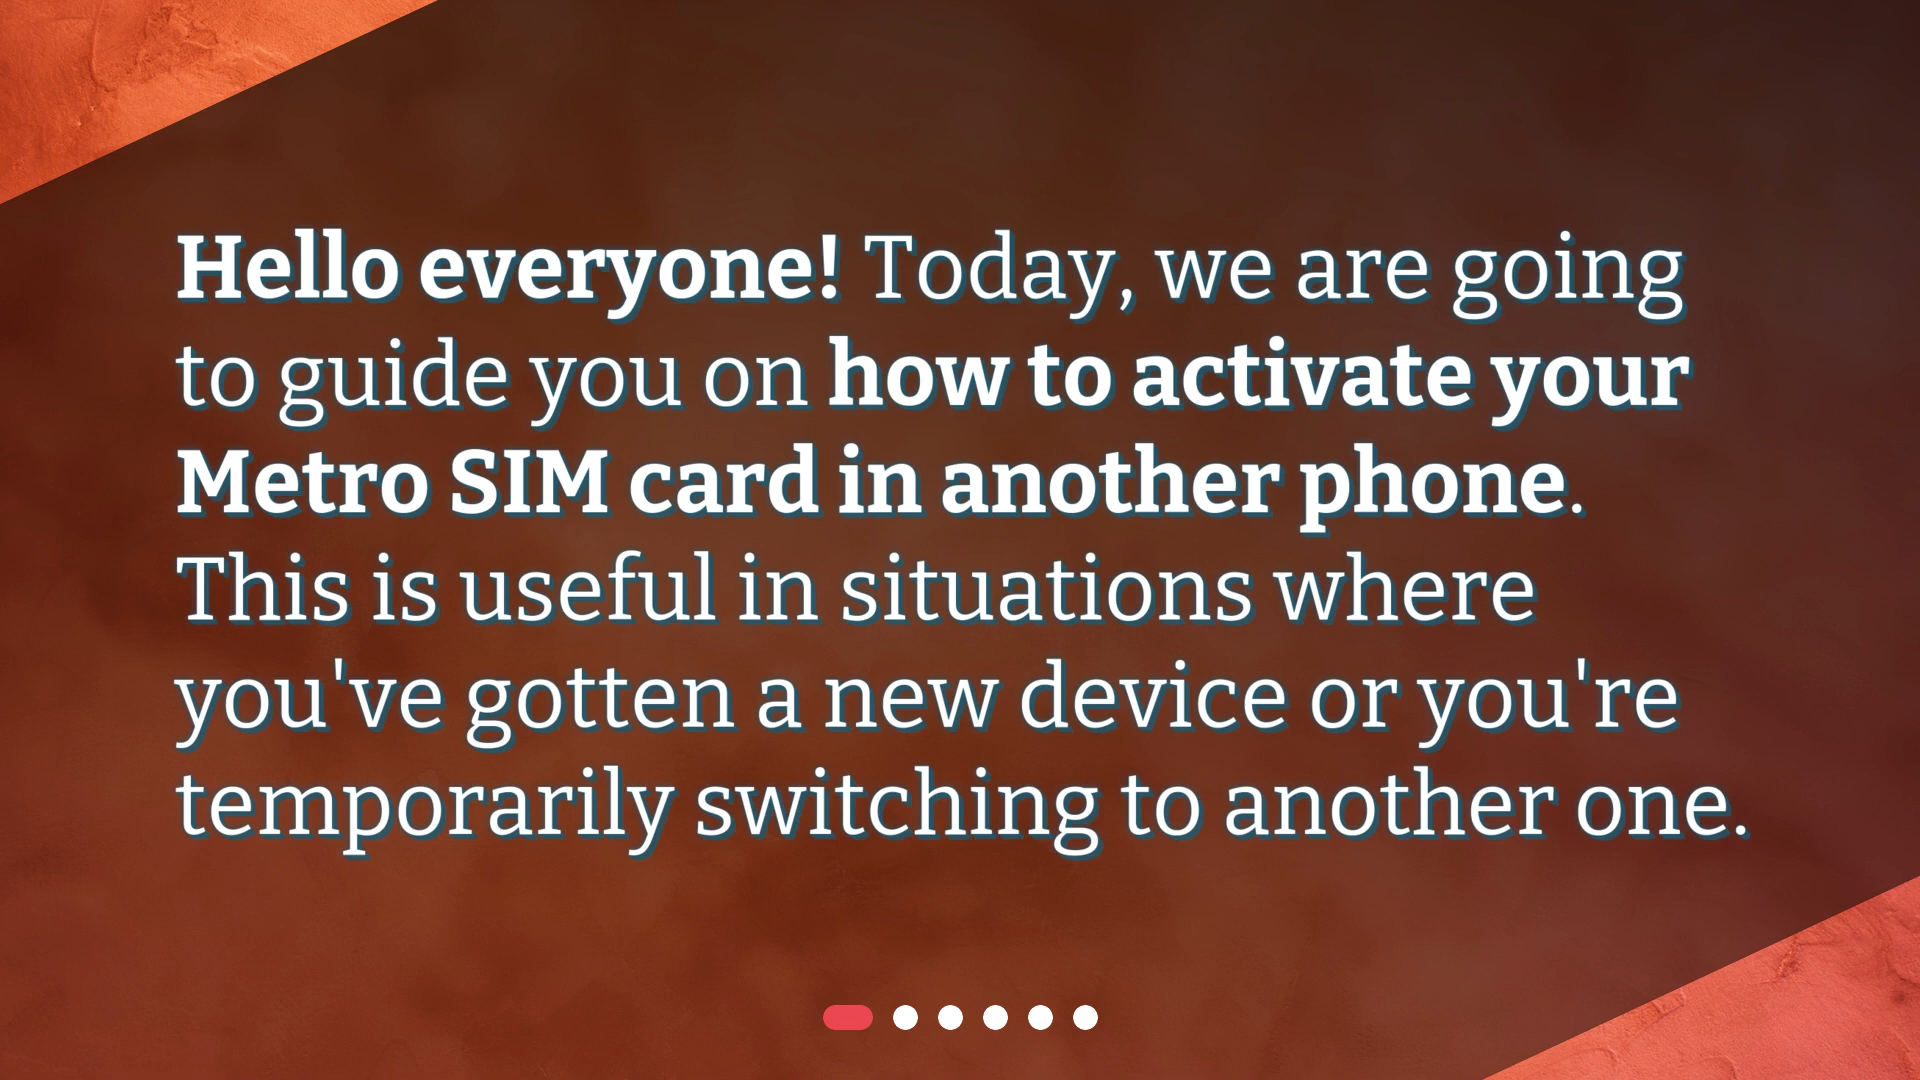 Hello everyone! Today, we are going
to guide you on how to activate your
Metro SIM card in another phone.
This is useful in situations where
you've gotten a new device or you're
temporarily switching to another one.